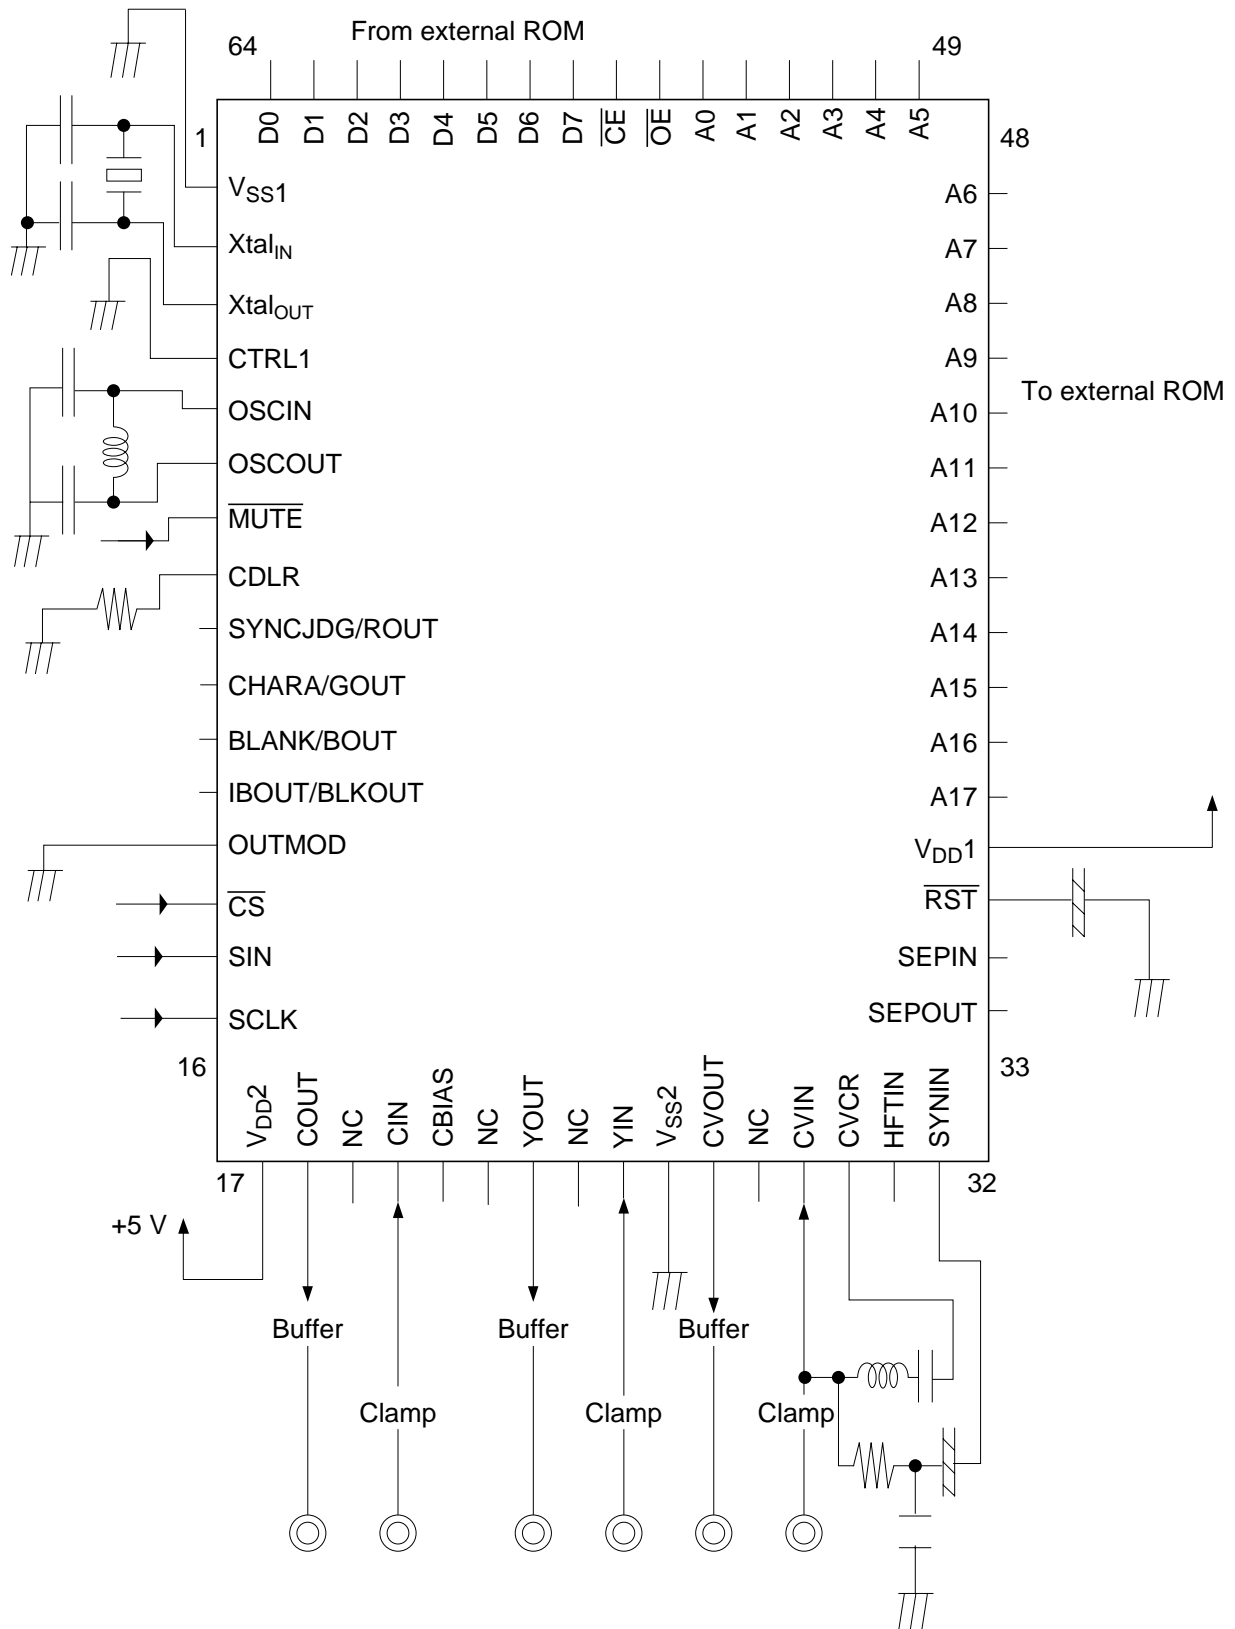 From external ROM
64
49
D0 D1 D2 D3 D4 D5 D6 D7 CE OE A0 A1 A2 A3 A4 A5
1
48
VSS1
XtalIN
XtalOUT
CTRL1
OSCIN
OSCOUT
MUTE
CDLR
SYNCJDG/ROUT
CHARA/GOUT
BLANK/BOUT
IBOUT/BLKOUT
OUTMOD
CS
SIN
SCLK
A6
A7
A8
A9
A10
A11
A12
A13
A14
A15
A16
A17
VDD1
RST
SEPIN
SEPOUT
To external ROM
16
33
VDD2 COUT NC CIN CBIAS NC YOUT NC YIN VSS2 CVOUT NC CVIN CVCR HFTIN SYNIN
17
32
+5 V
Buffer
Buffer
Buffer
Clamp
Clamp
Clamp